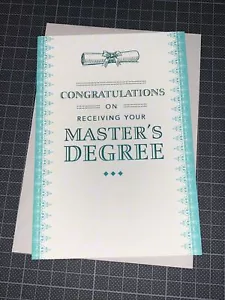 CONGRATULATIONS
ON
RECEIVING YOUR
MASTER'S
DEGREE